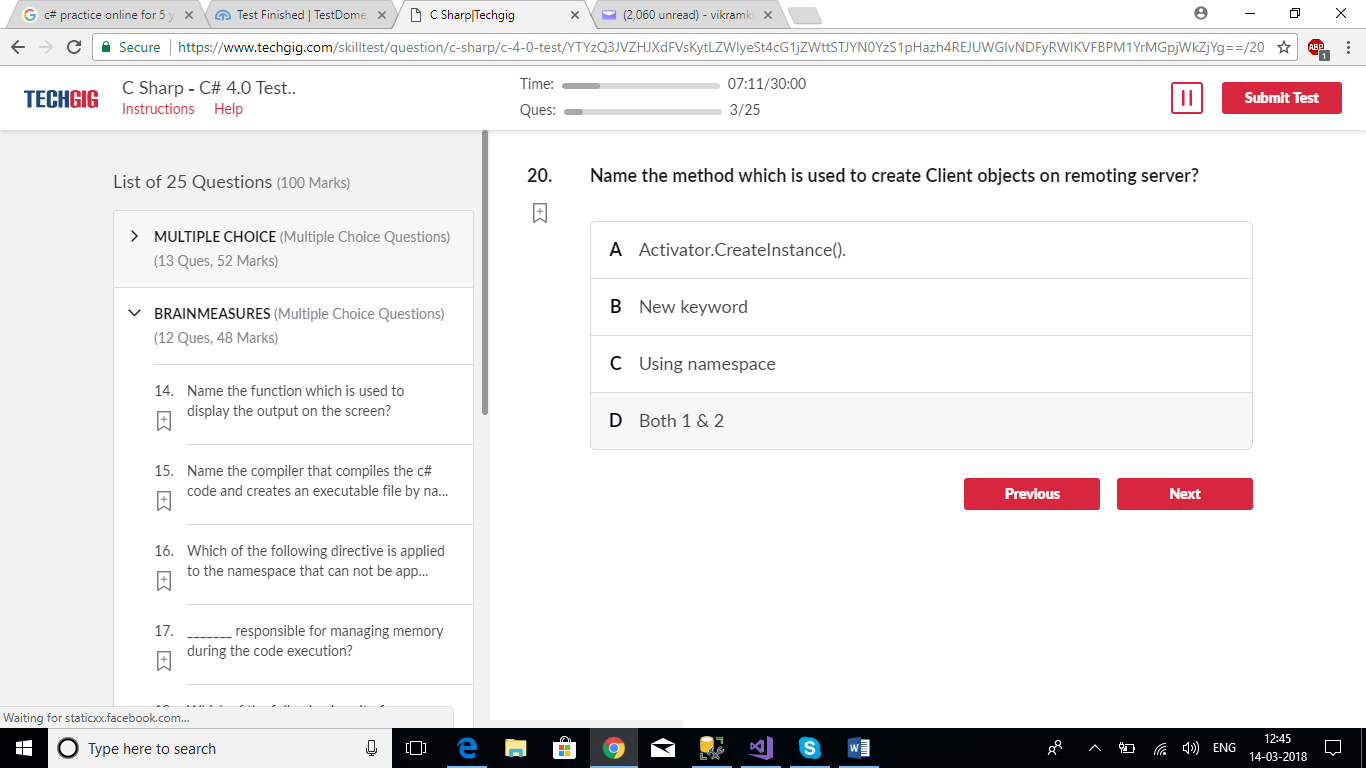 c# practice online for 5 y
Test Finished | TestDome
C Sharp|Techgig
(2,060 unread) - vikramk
Secure
https://www.techgig.com/skilltest/question/c-sharp/c-4-0-test/YTYzQ3JVZHJXdFVsKytLZWlyeSt4cG1jZWttSTJYN0YzS1pHazh4REJUWGIvNDFyRWIKVFBPM1YrMGpjWkZjYg==/20
ABP
1
TECHGIG
C Sharp - C# 4.0 Test..
Instructions Help
Time: 07:11/30:00
Ques: 3/25
Submit Test
List of 25 Questions (100 Marks)
MULTIPLE CHOICE (Multiple Choice Questions)
(13 Ques, 52 Marks)
BRAINMEASURES (Multiple Choice Questions)
(12 Ques, 48 Marks)
14. Name the function which is used to
display the output on the screen?
15. Name the compiler that compiles the c#
code and creates an executable file by na...
16. Which of the following directive is applied
to the namespace that can not be app...
17. _______ responsible for managing memory
during the code execution?
20. Name the method which is used to create Client objects on remoting server?
A Activator.CreateInstance().
B New keyword
C Using namespace
D Both 1 & 2
Previous
Next
Waiting for staticxx.facebook.com...
Type here to search
ENG
12:45
14-03-2018